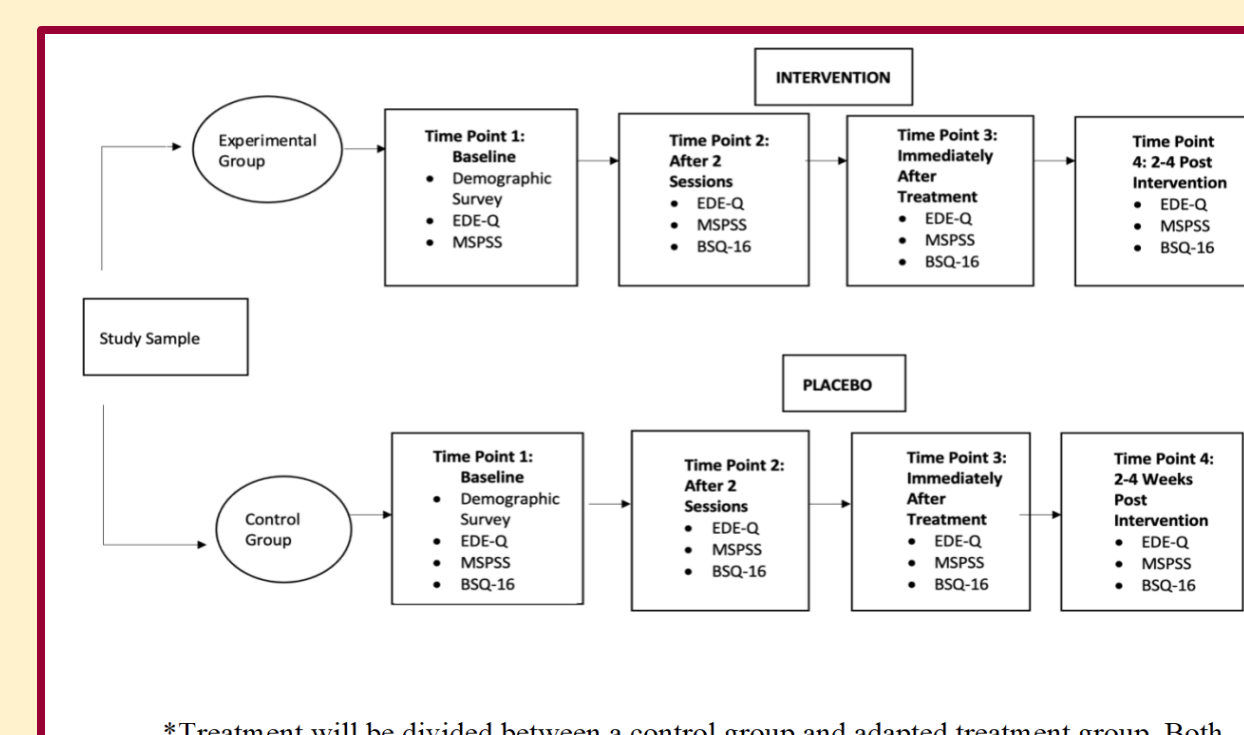 INTERVENTION
Experimental
Group
Time Point 1:
Baseline
• Demographic
Survey
• EDE-Q
• MSPSS
Time Point 2:
After 2
Sessions
• EDE-Q
• MSPSS
• BSQ-16
Time Point 3:
Immediately
After
Treatment
• EDE-Q
• MSPSS
• BSQ-16
Time Point
4: 2-4 Post
Intervention
• EDE-Q
• MSPSS
• BSQ-16
Study Sample
PLACEBO
Control
Group
Time Point 1:
Baseline
• Demographic
Survey
• EDE-Q
• MSPSS
• BSQ-16
Time Point 2:
After 2
Sessions
• EDE-Q
• MSPSS
• BSQ-16
Time Point 3:
Immediately
After
Treatment
• EDE-Q
• MSPSS
• BSQ-16
Time Point 4:
2-4 Weeks
Post
Intervention
• EDE-Q
• MSPSS
• BSQ-16
*Treatment will be divided between a control group and adapted treatment group. Both